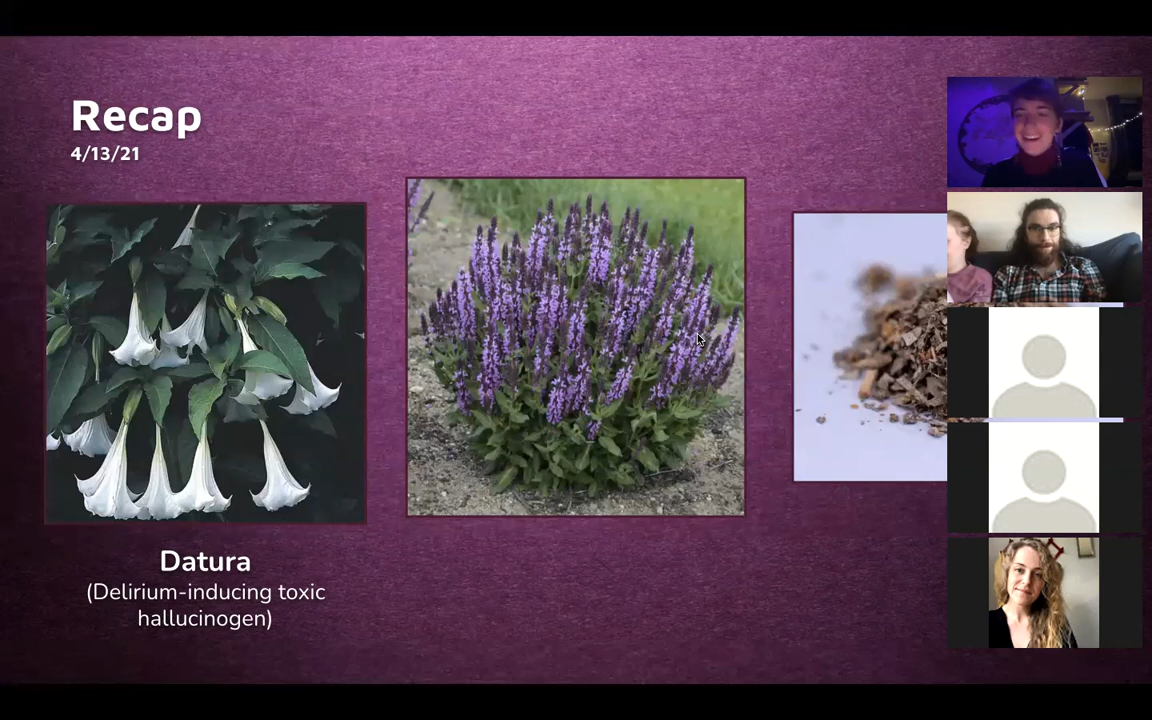 Recap
4/13/21
Datura
(Delirium-inducing toxic
hallucinogen)